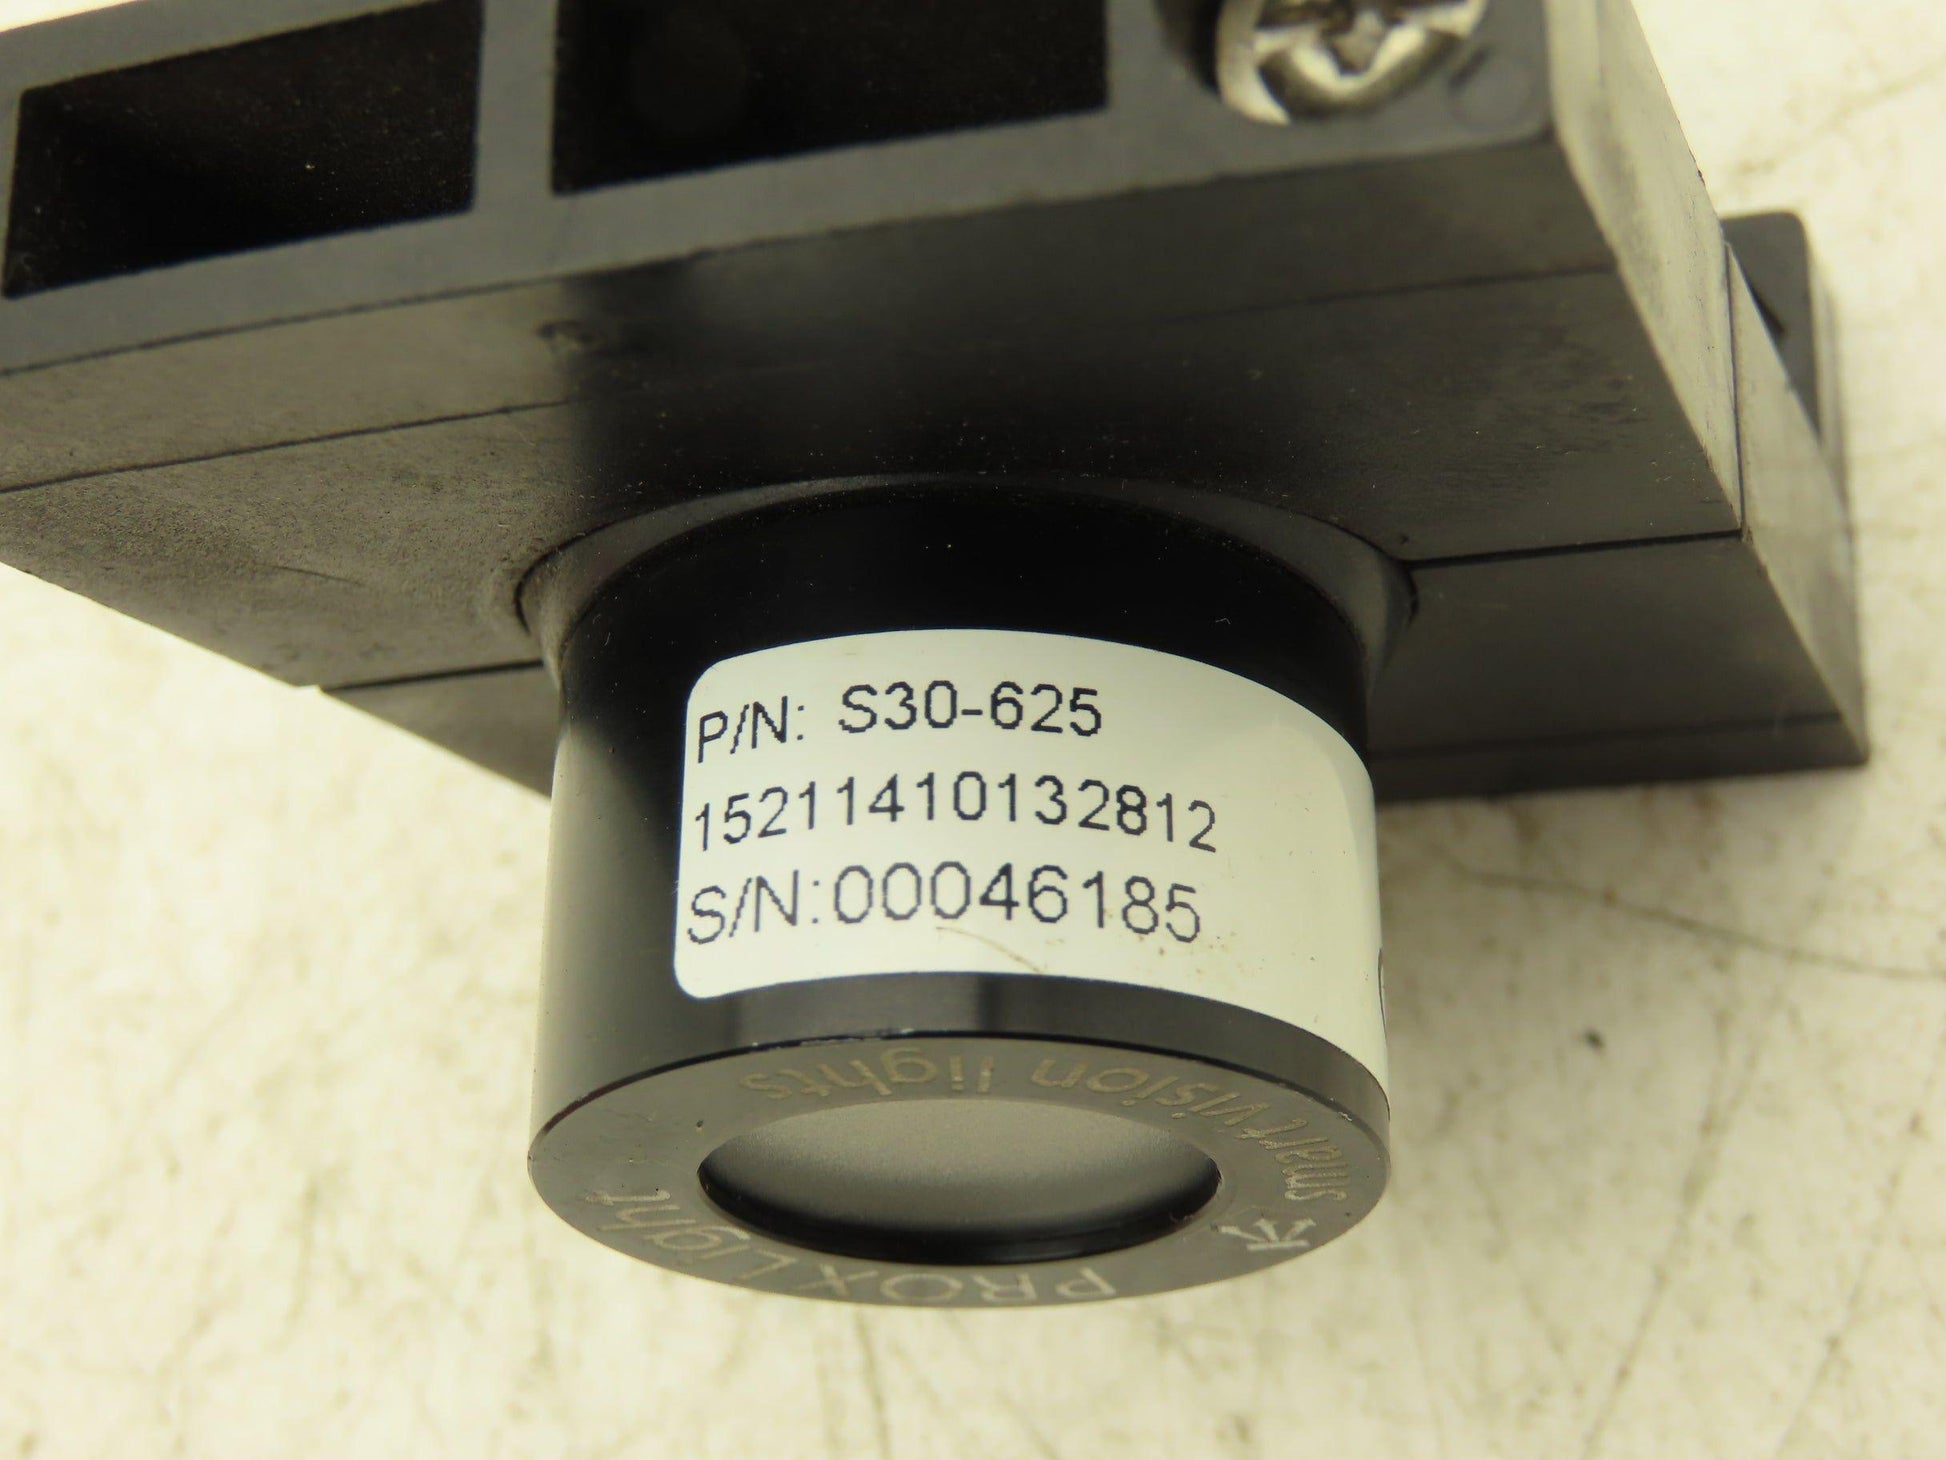 P/N: S30-625
15211410132812
S/N:00046185
smart vision lights
PROX Light